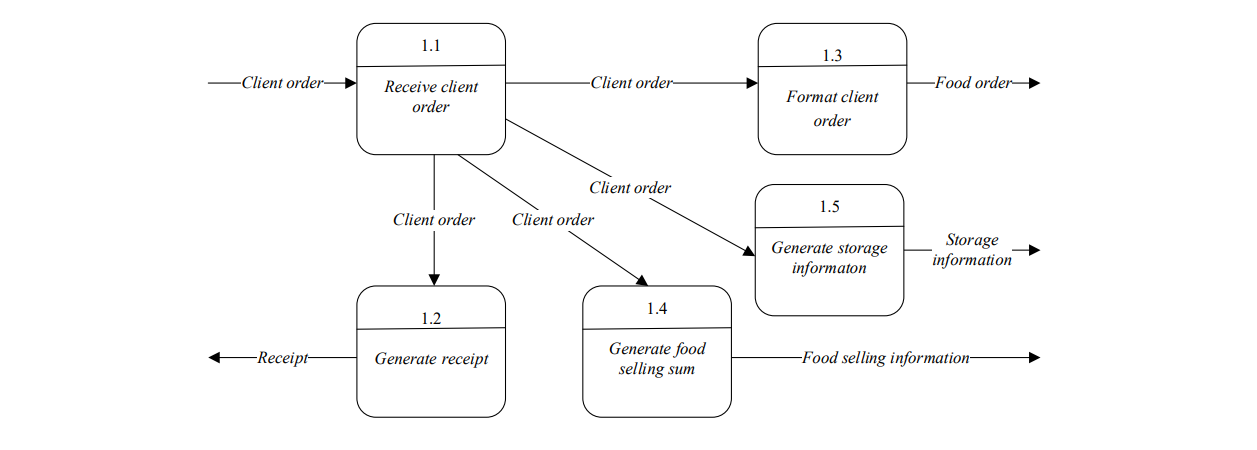 1.1
Client order
Receive client
order
Client order
1.3
Format client
order
Food order
Client order
Client order
Client order
1.5
Generate storage
informaton
Storage
information
1.2
Generate receipt
Receipt
1.4
Generate food
selling sum
Food selling information